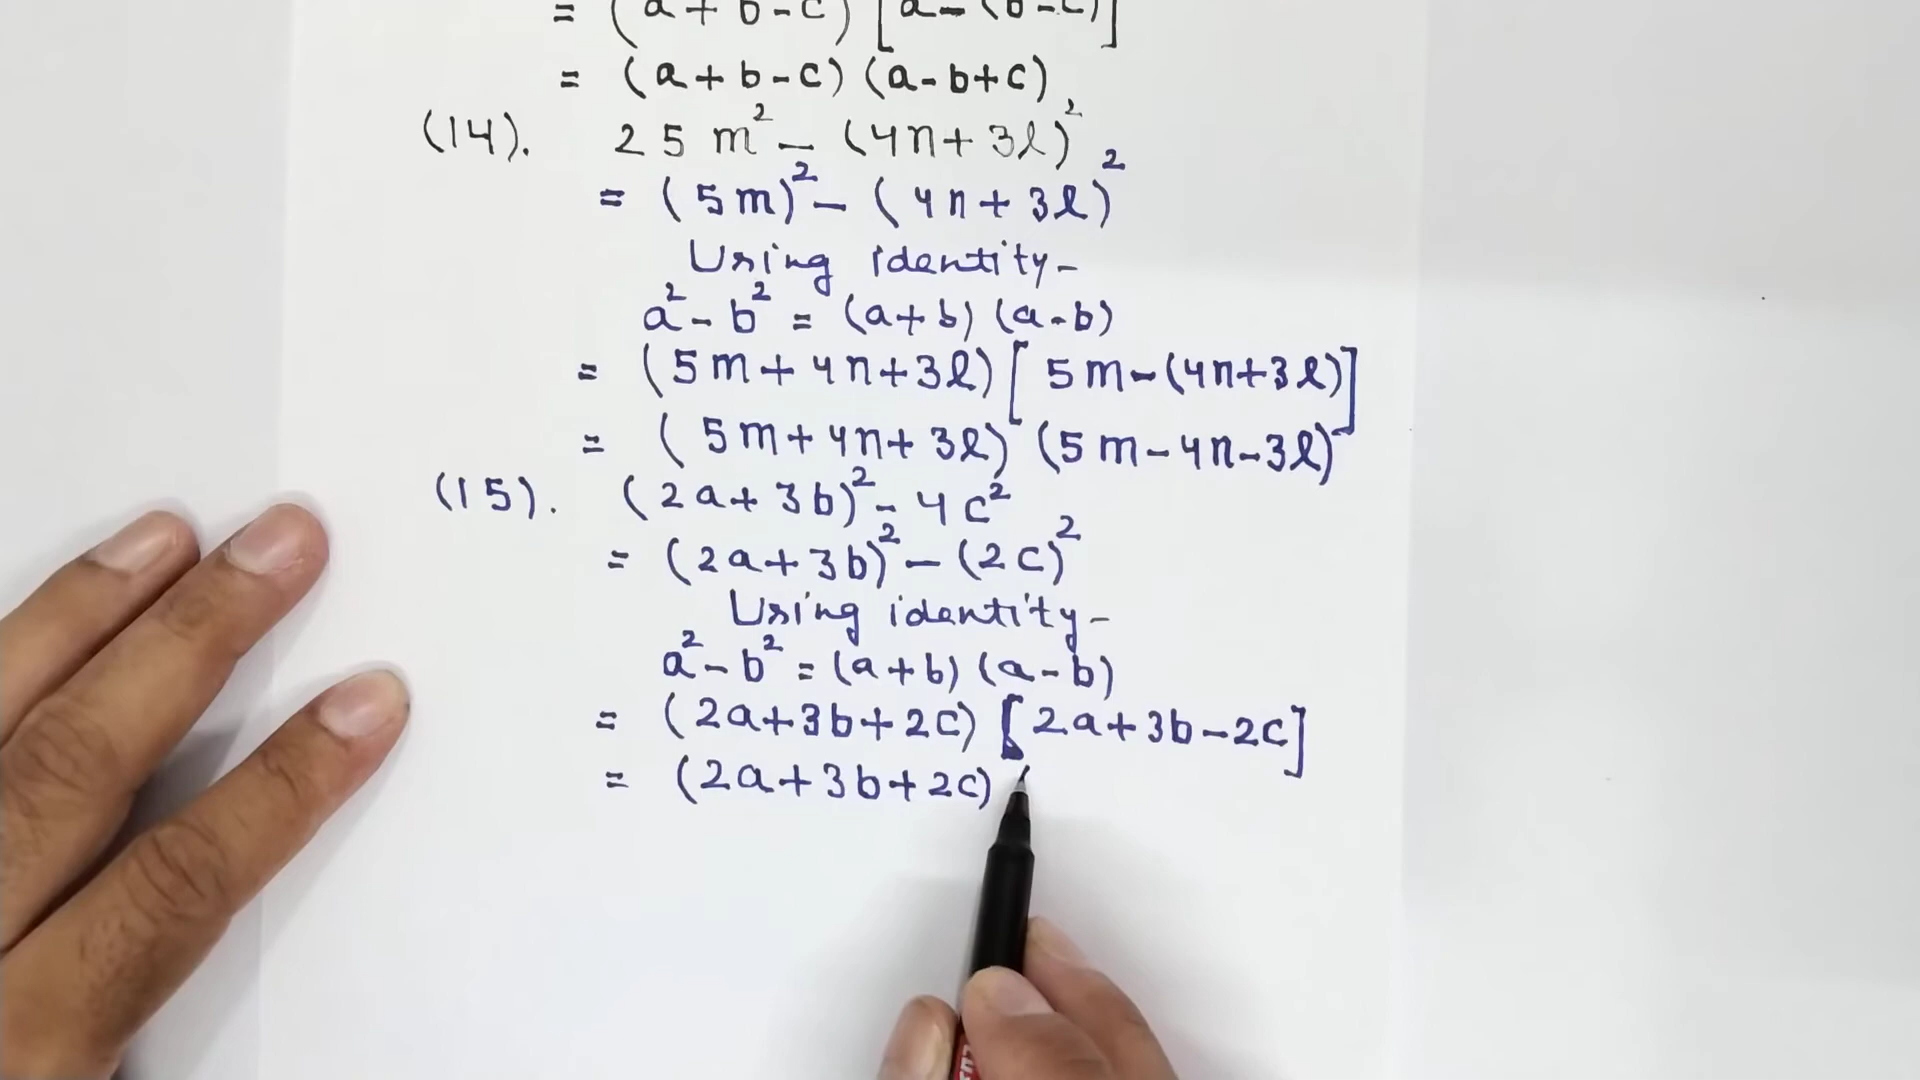 = (a+b-c) [a-(b-c)]
= (a+b-c) (a-b+c)
(14). 25 m² - (4n+3l)²
= (5m)² - (4n+3l)²
Using identity-
a² - b² = (a+b) (a-b)
= (5m+4n+3l) [5m-(4n+3l)]
= (5m+4n+3l) (5m-4n-3l)
(15). (2a+3b)² - 4c²
= (2a+3b)² - (2c)²
Using identity-
a² - b² = (a+b) (a-b)
= (2a+3b+2c) [2a+3b-2c]
= (2a+3b+2c) (